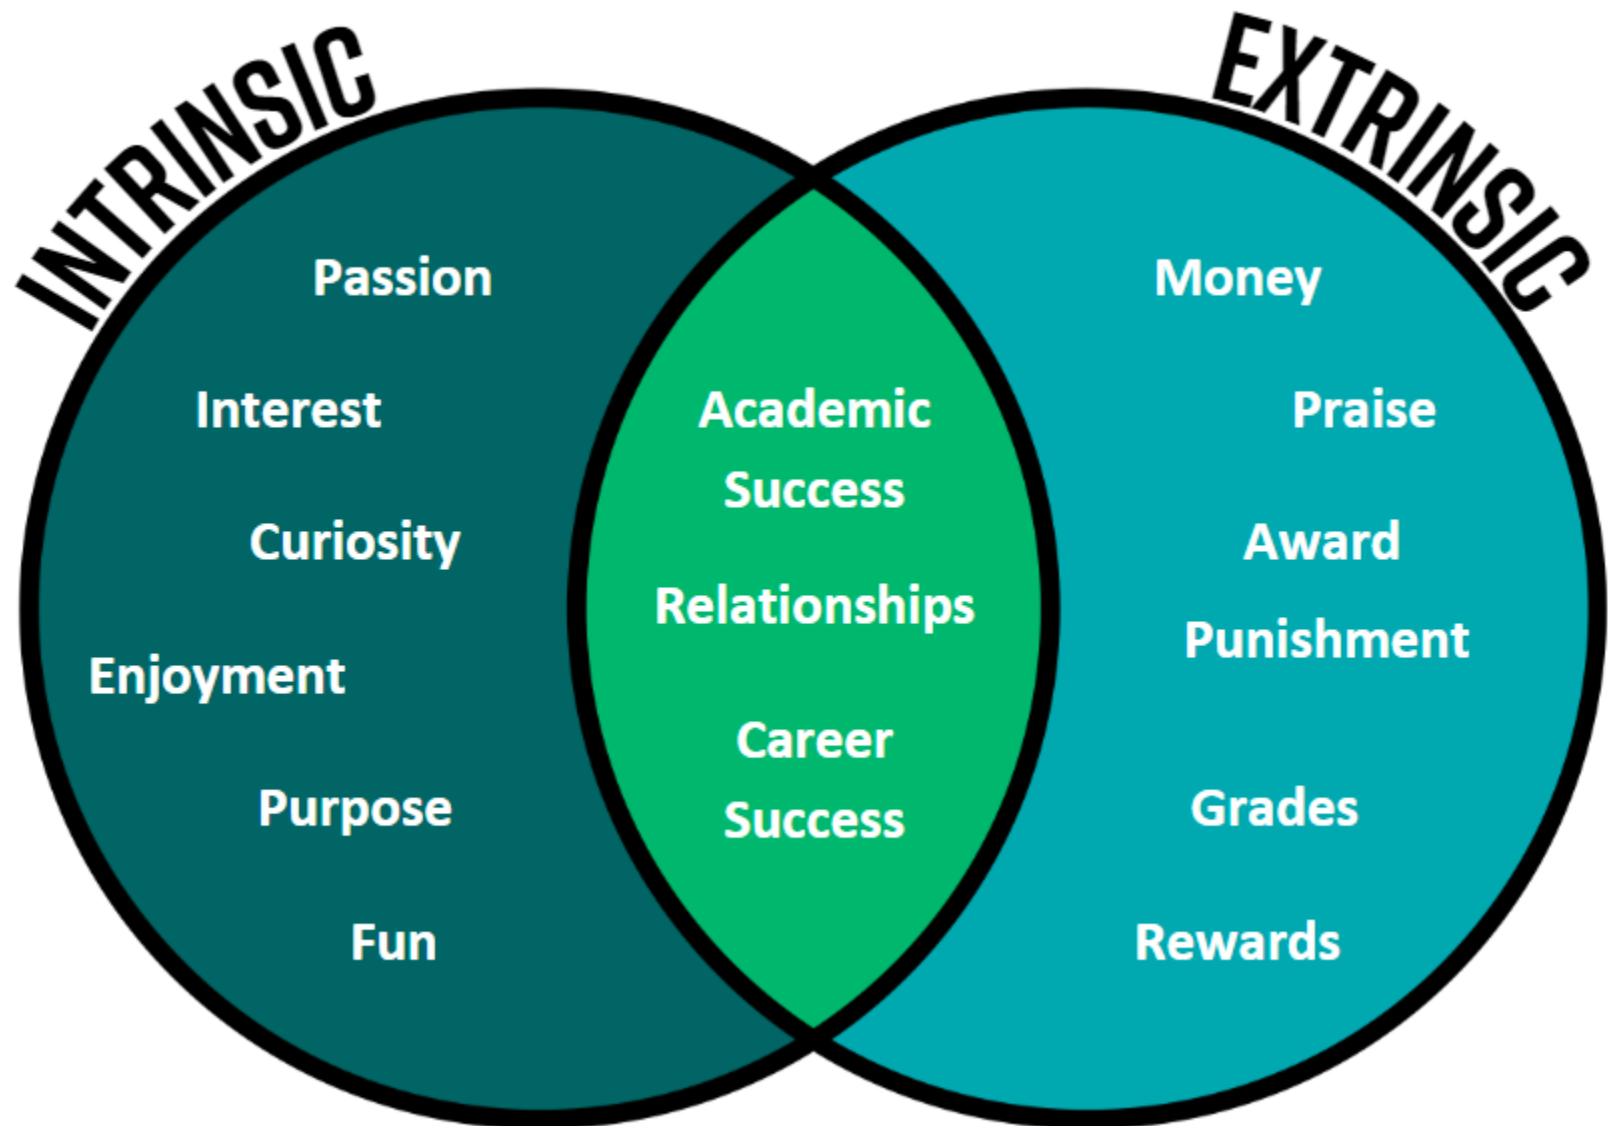 INTRINSIC
Passion
Interest
Curiosity
Enjoyment
Purpose
Fun
Academic
Success
Relationships
Career
Success
EXTRINSIC
Money
Praise
Award
Punishment
Grades
Rewards